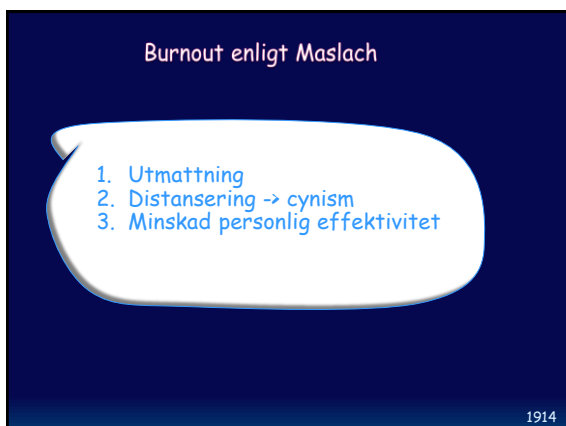 Burnout enligt Maslach
1. Utmattning
2. Distansering -> cynism
3. Minskad personlig effektivitet
1914